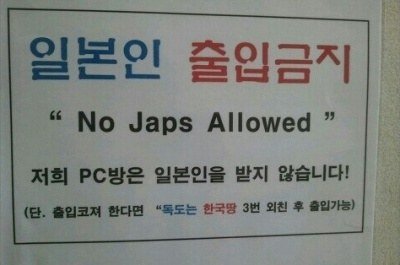 일본인 출입금지
“ No Japs Allowed ”
저희 PC방은 일본인을 받지 않습니다!
(단. 출입코져 한다면 “독도는 한국땅 3번 외친 후 출입가능)